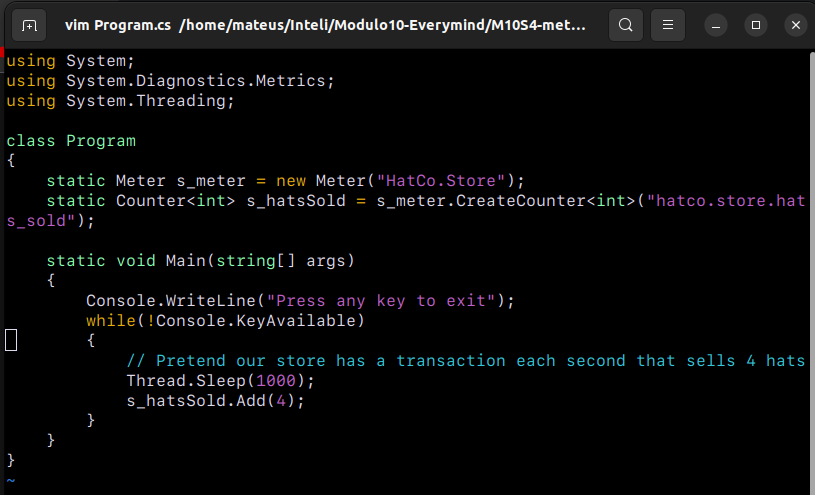 vim Program.cs /home/mateus/Inteli/Modulo10-Everymind/M10S4-met...
using System;
using System.Diagnostics.Metrics;
using System.Threading;
class Program
{
    static Meter s_meter = new Meter("HatCo.Store");
    static Counter<int> s_hatsSold = s_meter.CreateCounter<int>("hatco.store.hat
s_sold");
    static void Main(string[] args)
    {
        Console.WriteLine("Press any key to exit");
        while(!Console.KeyAvailable)
        {
            // Pretend our store has a transaction each second that sells 4 hats
            Thread.Sleep(1000);
            s_hatsSold.Add(4);
        }
    }
}
~